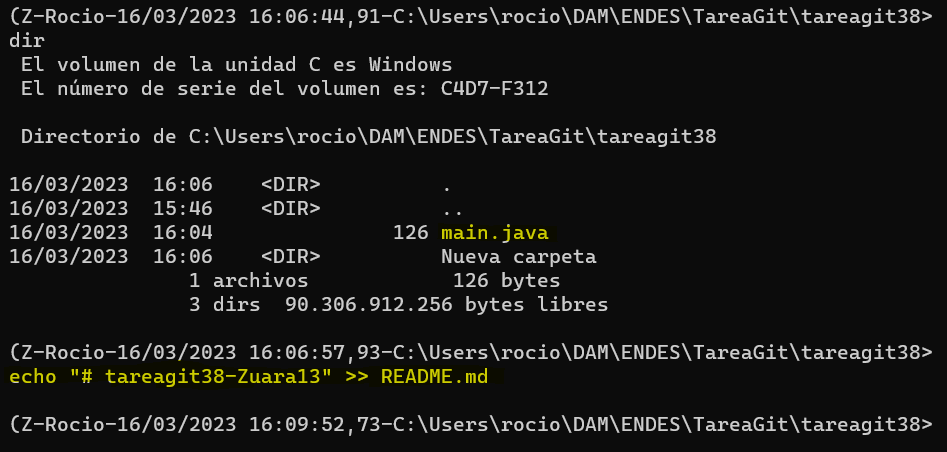 (Z-Rocio-16/03/2023 16:06:44,91-C:\Users\rocio\DAM\ENDES\TareaGit\tareagit38>
dir
 El volumen de la unidad C es Windows
 El número de serie del volumen es: C4D7-F312

 Directorio de C:\Users\rocio\DAM\ENDES\TareaGit\tareagit38

16/03/2023  16:06    <DIR>          .
16/03/2023  15:46    <DIR>          ..
16/03/2023  16:04               126 main.java
16/03/2023  16:06    <DIR>          Nueva carpeta
               1 archivos            126 bytes
               3 dirs  90.306.912.256 bytes libres

(Z-Rocio-16/03/2023 16:06:57,93-C:\Users\rocio\DAM\ENDES\TareaGit\tareagit38>
echo "# tareagit38-Zuara13" >> README.md

(Z-Rocio-16/03/2023 16:09:52,73-C:\Users\rocio\DAM\ENDES\TareaGit\tareagit38>